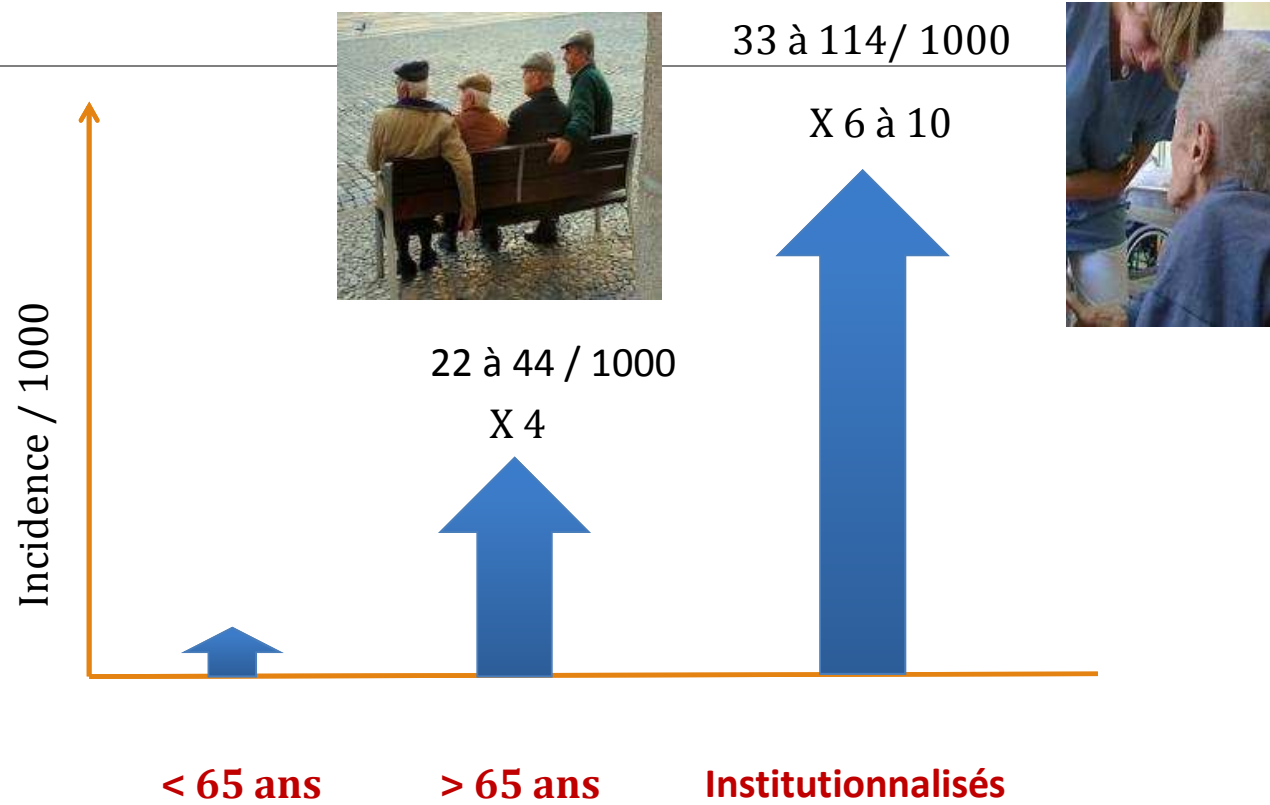 33 à 114/ 1000
X 6 à 10
22 à 44 / 1000
X 4
Incidence / 1000
< 65 ans
> 65 ans
Institutionnalisés